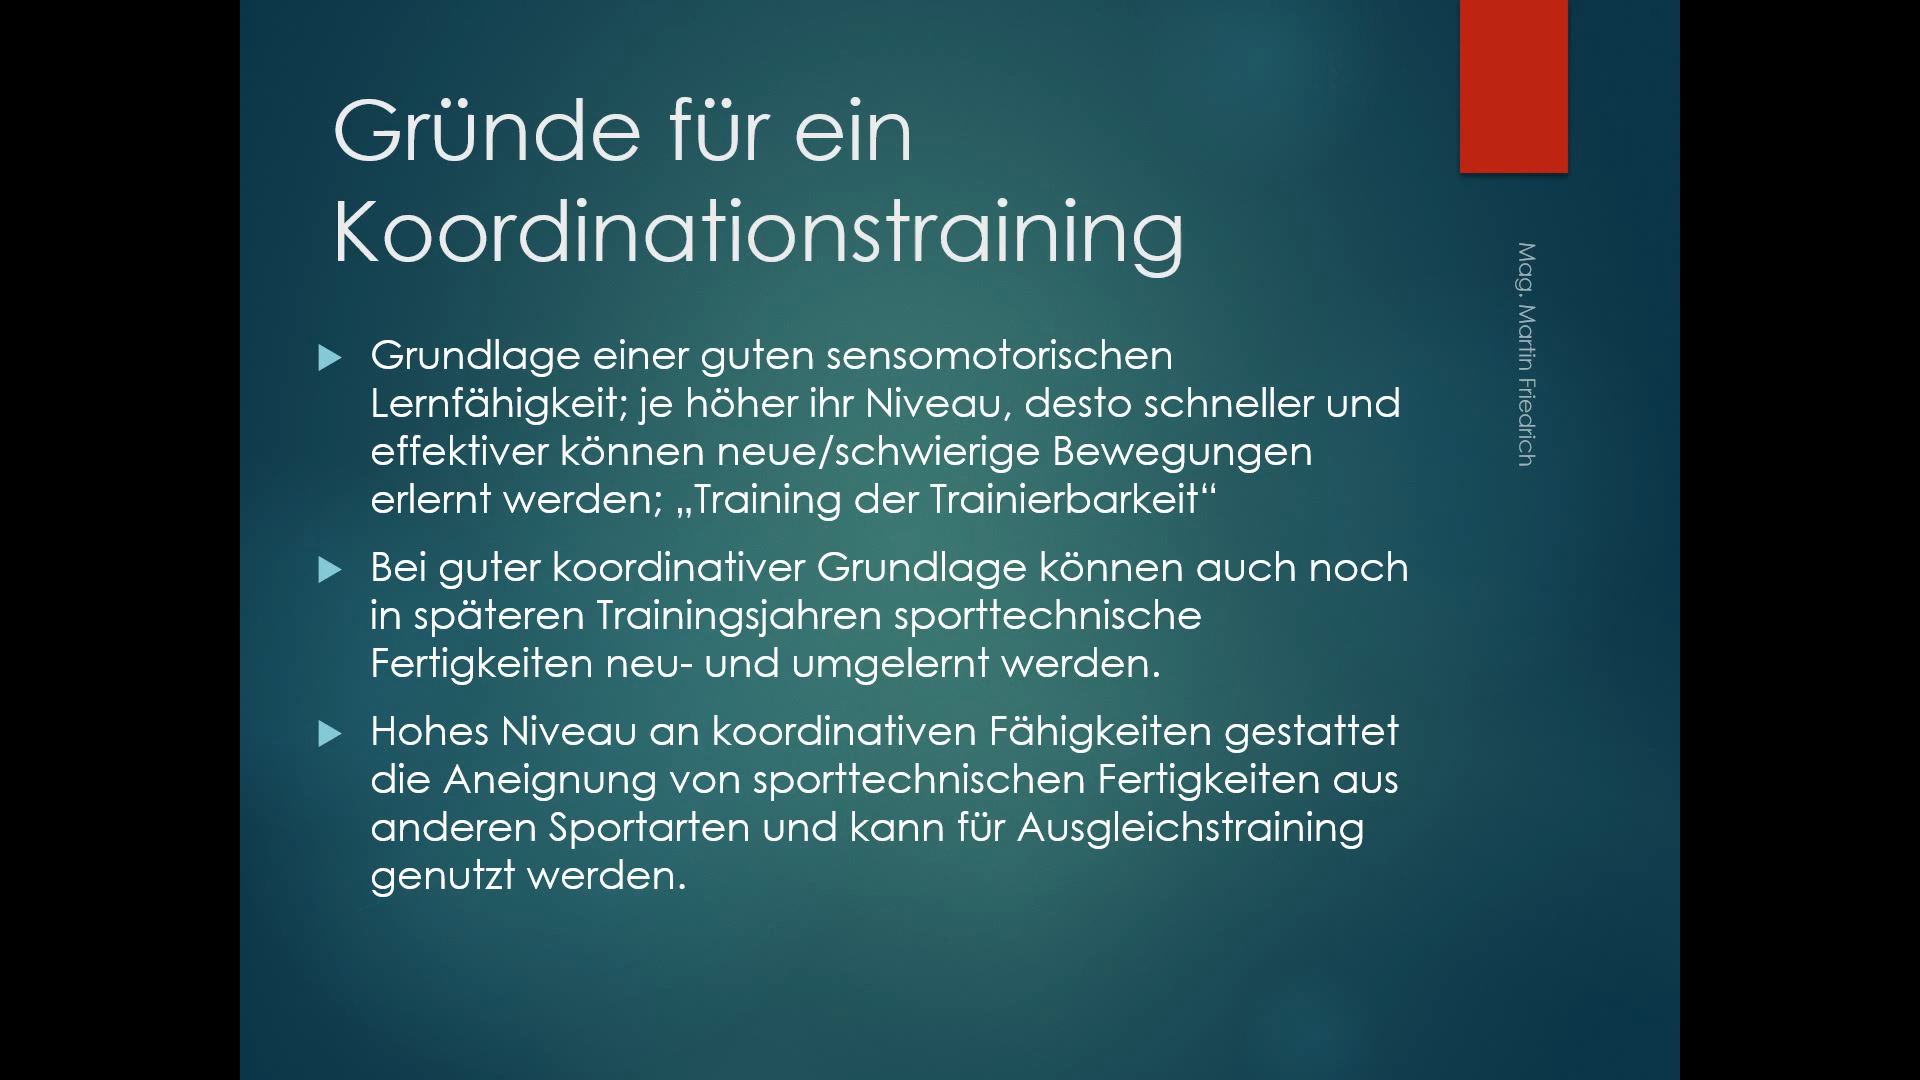 Gründe für ein
Koordinationstraining
Grundlage einer guten sensomotorischen
Lernfähigkeit; je höher ihr Niveau, desto schneller und
effektiver können neue/schwierige Bewegungen
erlernt werden; „Training der Trainierbarkeit“
Bei guter koordinativer Grundlage können auch noch
in späteren Trainingsjahren sporttechnische
Fertigkeiten neu- und umgelernt werden.
Hohes Niveau an koordinativen Fähigkeiten gestattet
die Aneignung von sporttechnischen Fertigkeiten aus
anderen Sportarten und kann für Ausgleichstraining
genutzt werden.
Mag. Martin Friedrich